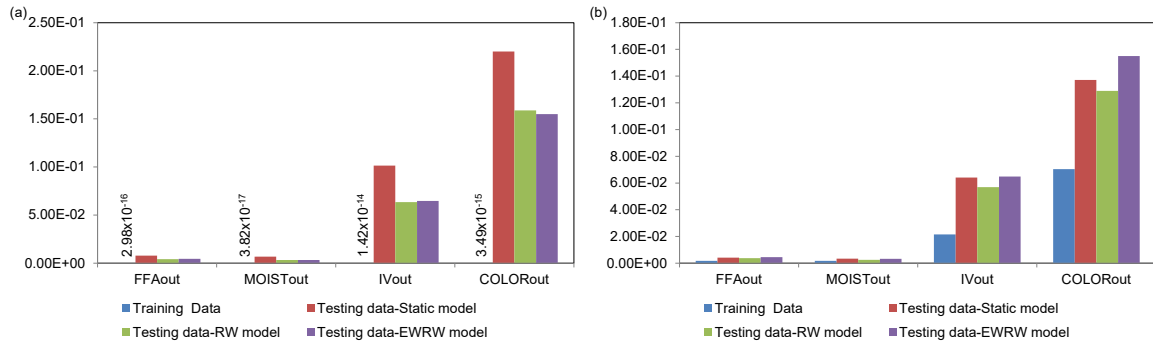 (a)
2.50E-01
2.00E-01
1.50E-01
1.00E-01
5.00E-02
0.00E+00
2.98x10⁻¹⁶
3.82x10⁻¹⁷
1.42x10⁻¹⁴
3.49x10⁻¹⁵
FFAout MOISTout IVout COLORout
Training Data Testing data-Static model
Testing data-RW model Testing data-EWRW model
(b)
1.80E-01
1.60E-01
1.40E-01
1.20E-01
1.00E-01
8.00E-02
6.00E-02
4.00E-02
2.00E-02
0.00E+00
FFAout MOISTout IVout COLORout
Training Data Testing data-Static model
Testing data-RW model Testing data-EWRW model